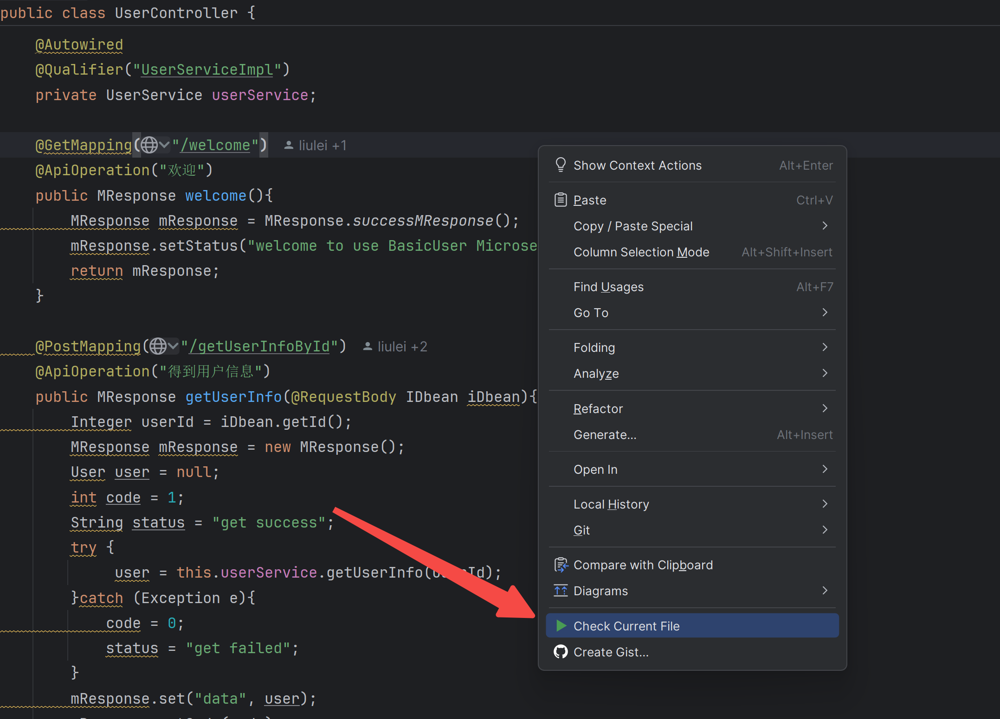 public class UserController {
@Autowired
@Qualifier("UserServiceImpl")
private UserService userService;
@GetMapping("/welcome") liulei +1
@ApiOperation("欢迎")
public MResponse welcome(){
MResponse mResponse = MResponse.successMResponse();
mResponse.setStatus("welcome to use BasicUser Microse
return mResponse;
}
@PostMapping("/getUserInfoById") liulei +2
@ApiOperation("得到用户信息")
public MResponse getUserInfo(@RequestBody IDbean iDbean){
Integer userId = iDbean.getId();
MResponse mResponse = new MResponse();
User user = null;
int code = 1;
String status = "get success";
try {
user = this.userService.getUserInfo(userId);
}catch (Exception e){
code = 0;
status = "get failed";
}
mResponse.set("data", user);
Show Context Actions Alt+Enter
Paste Ctrl+V
Copy / Paste Special
Column Selection Mode Alt+Shift+Insert
Find Usages Alt+F7
Go To
Folding
Analyze
Refactor
Generate... Alt+Insert
Open In
Local History
Git
Compare with Clipboard
Diagrams
Check Current File
Create Gist...